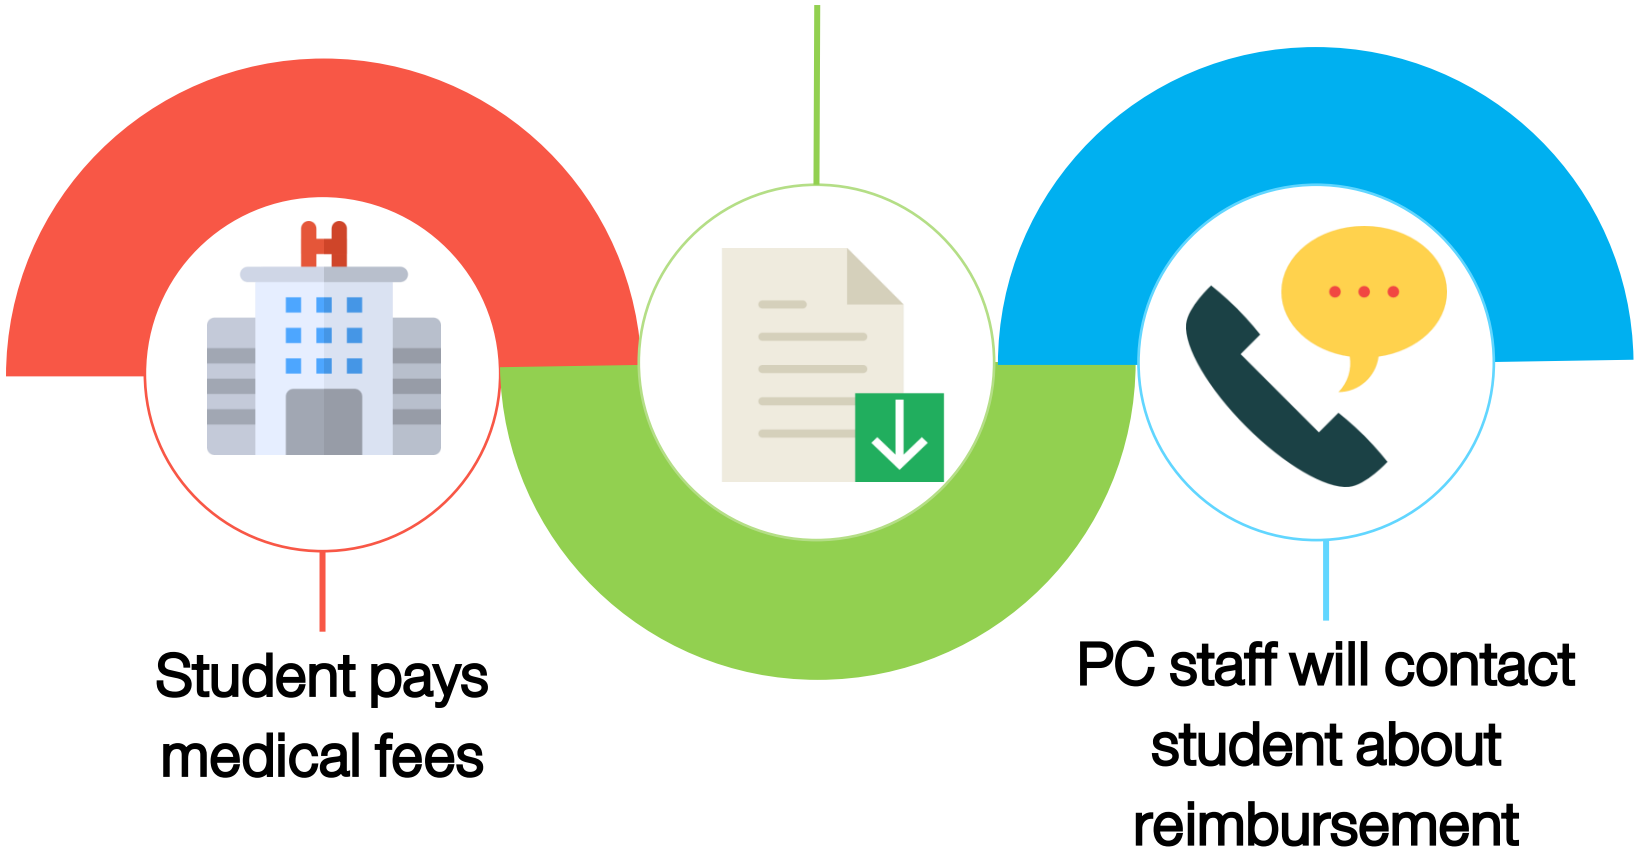 Student pays
medical fees
PC staff will contact
student about
reimbursement